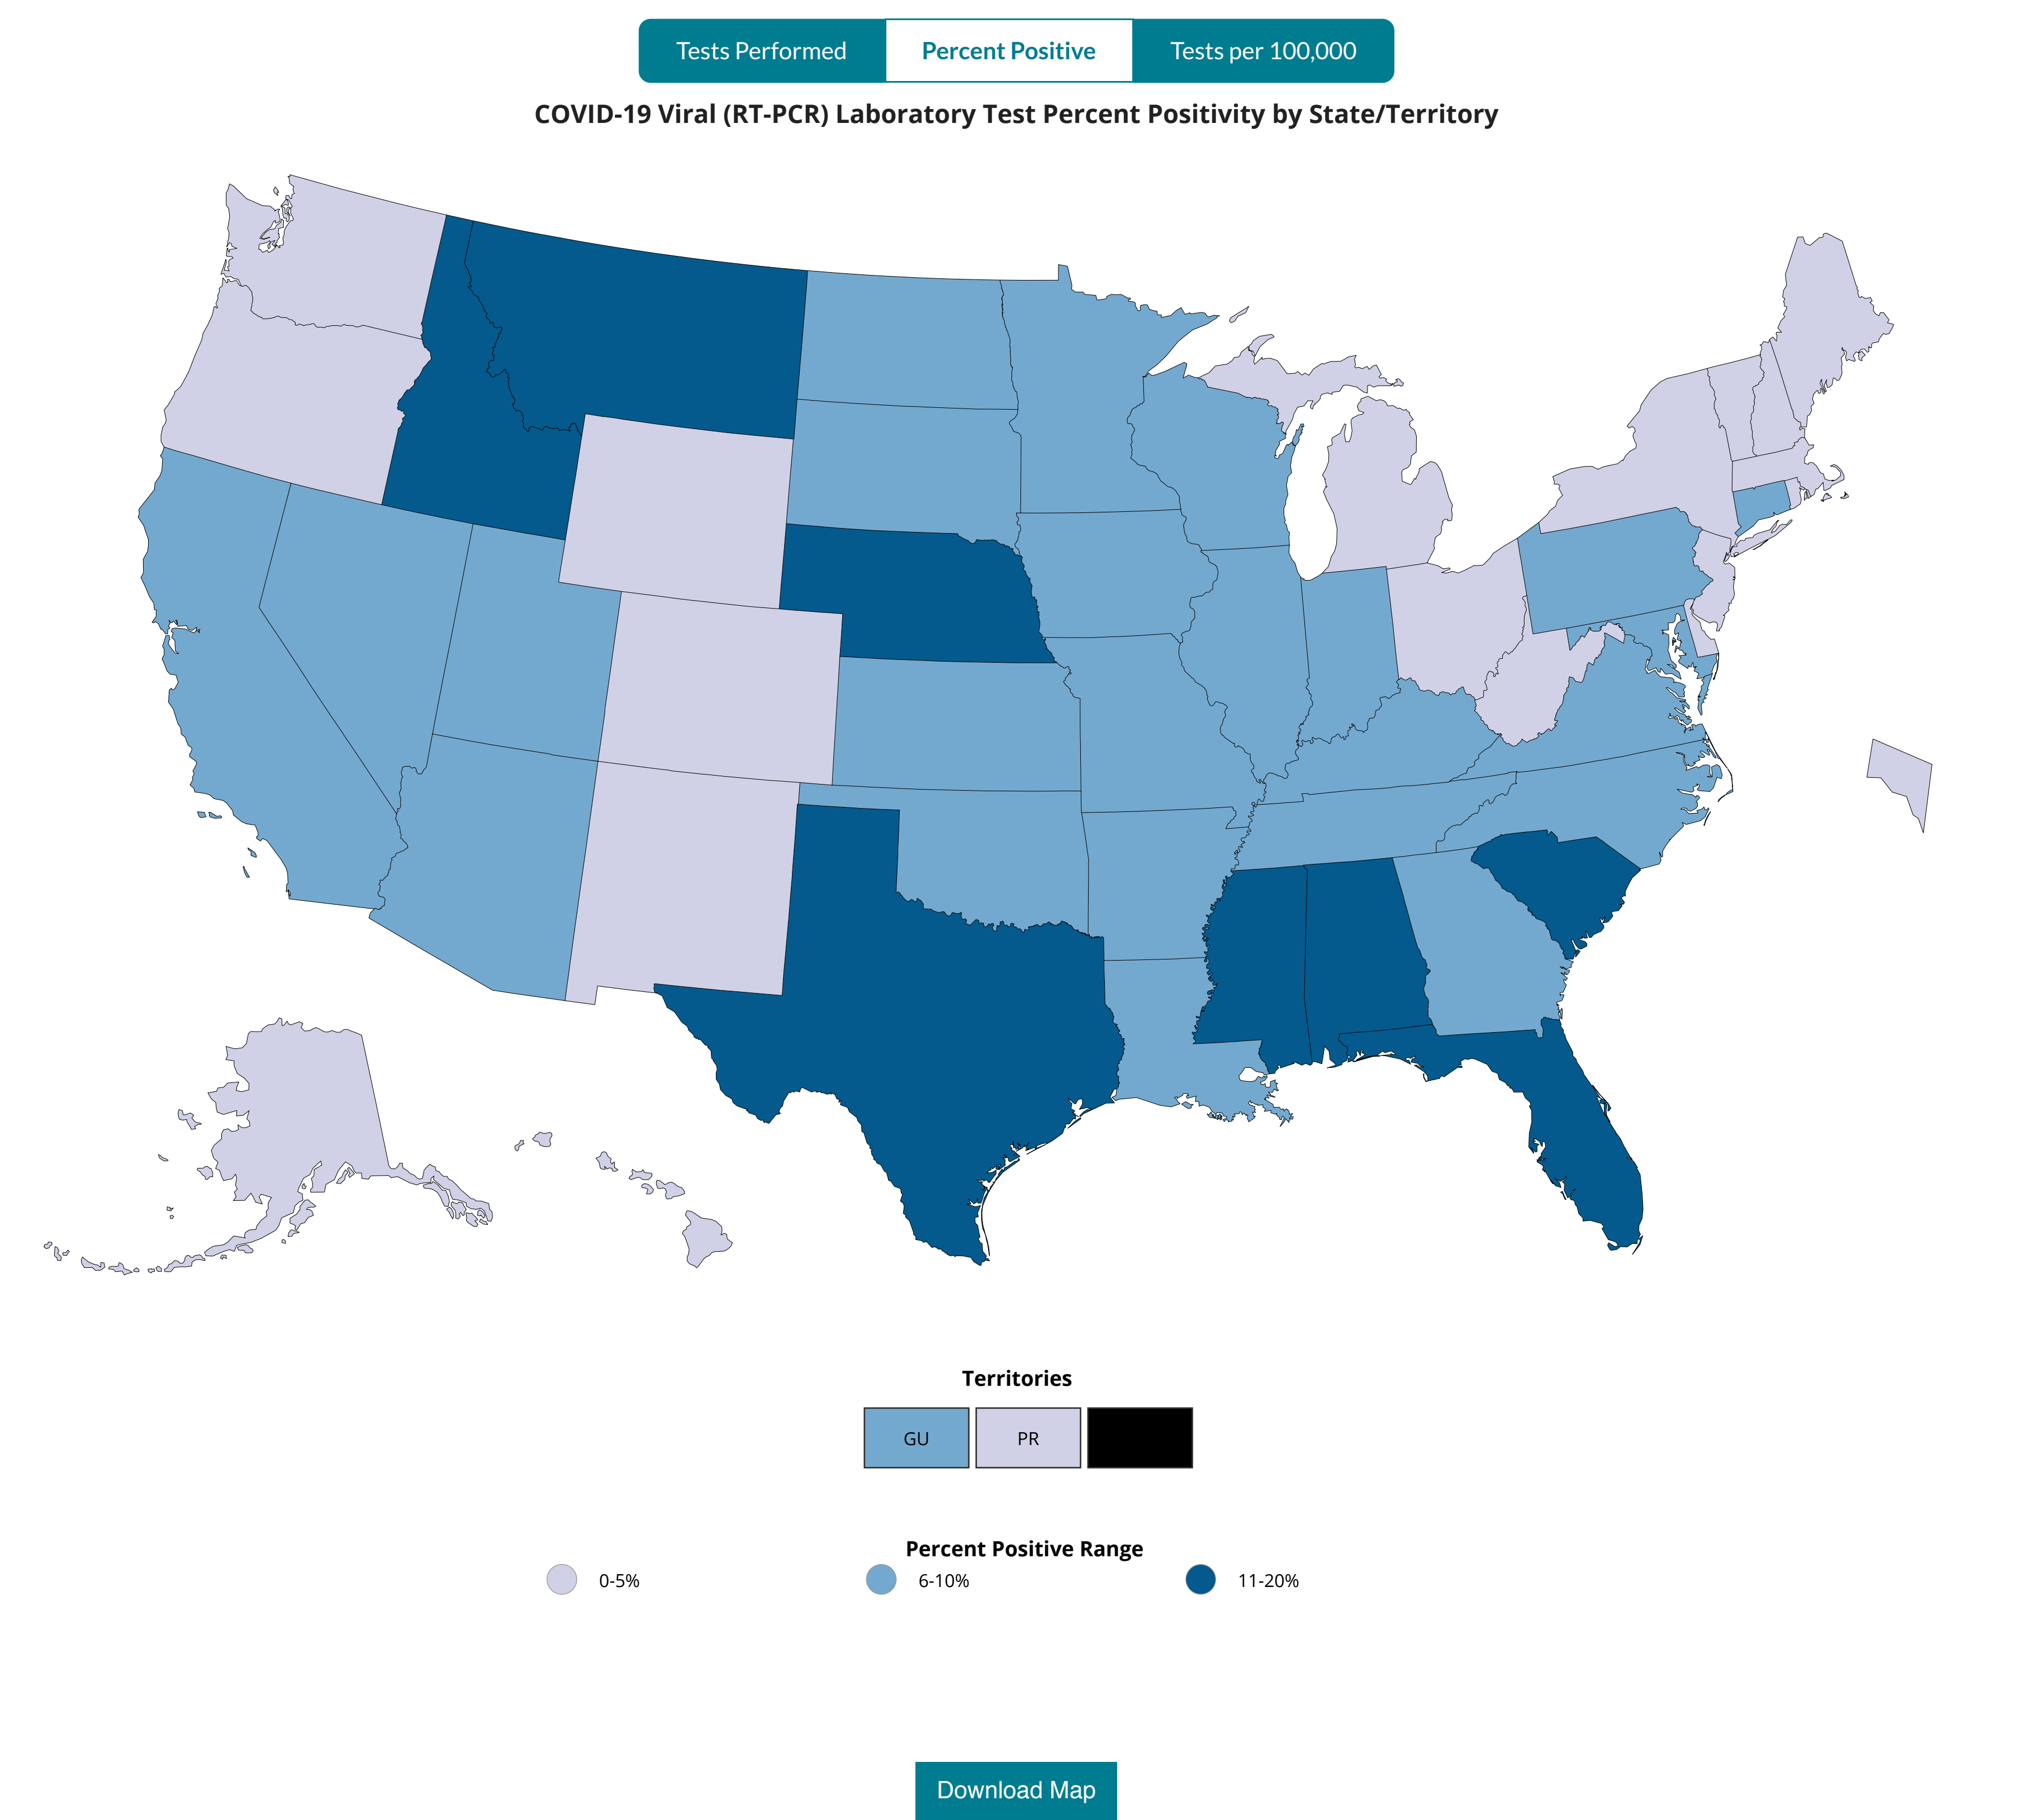 Tests Performed Percent Positive Tests per 100,000
COVID-19 Viral (RT-PCR) Laboratory Test Percent Positivity by State/Territory
Territories
GU PR
Percent Positive Range
0-5% 6-10% 11-20%
Download Map